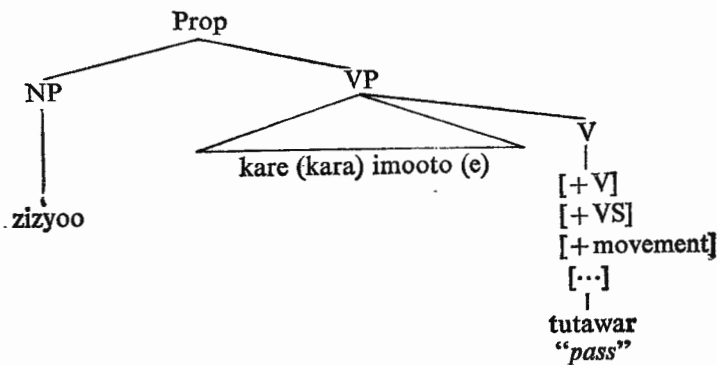 Prop
NP VP
V
kare (kara) imooto (e)
[+V]
zizyoo
[+VS]
[+movement]
[…]
tutawar
“pass”